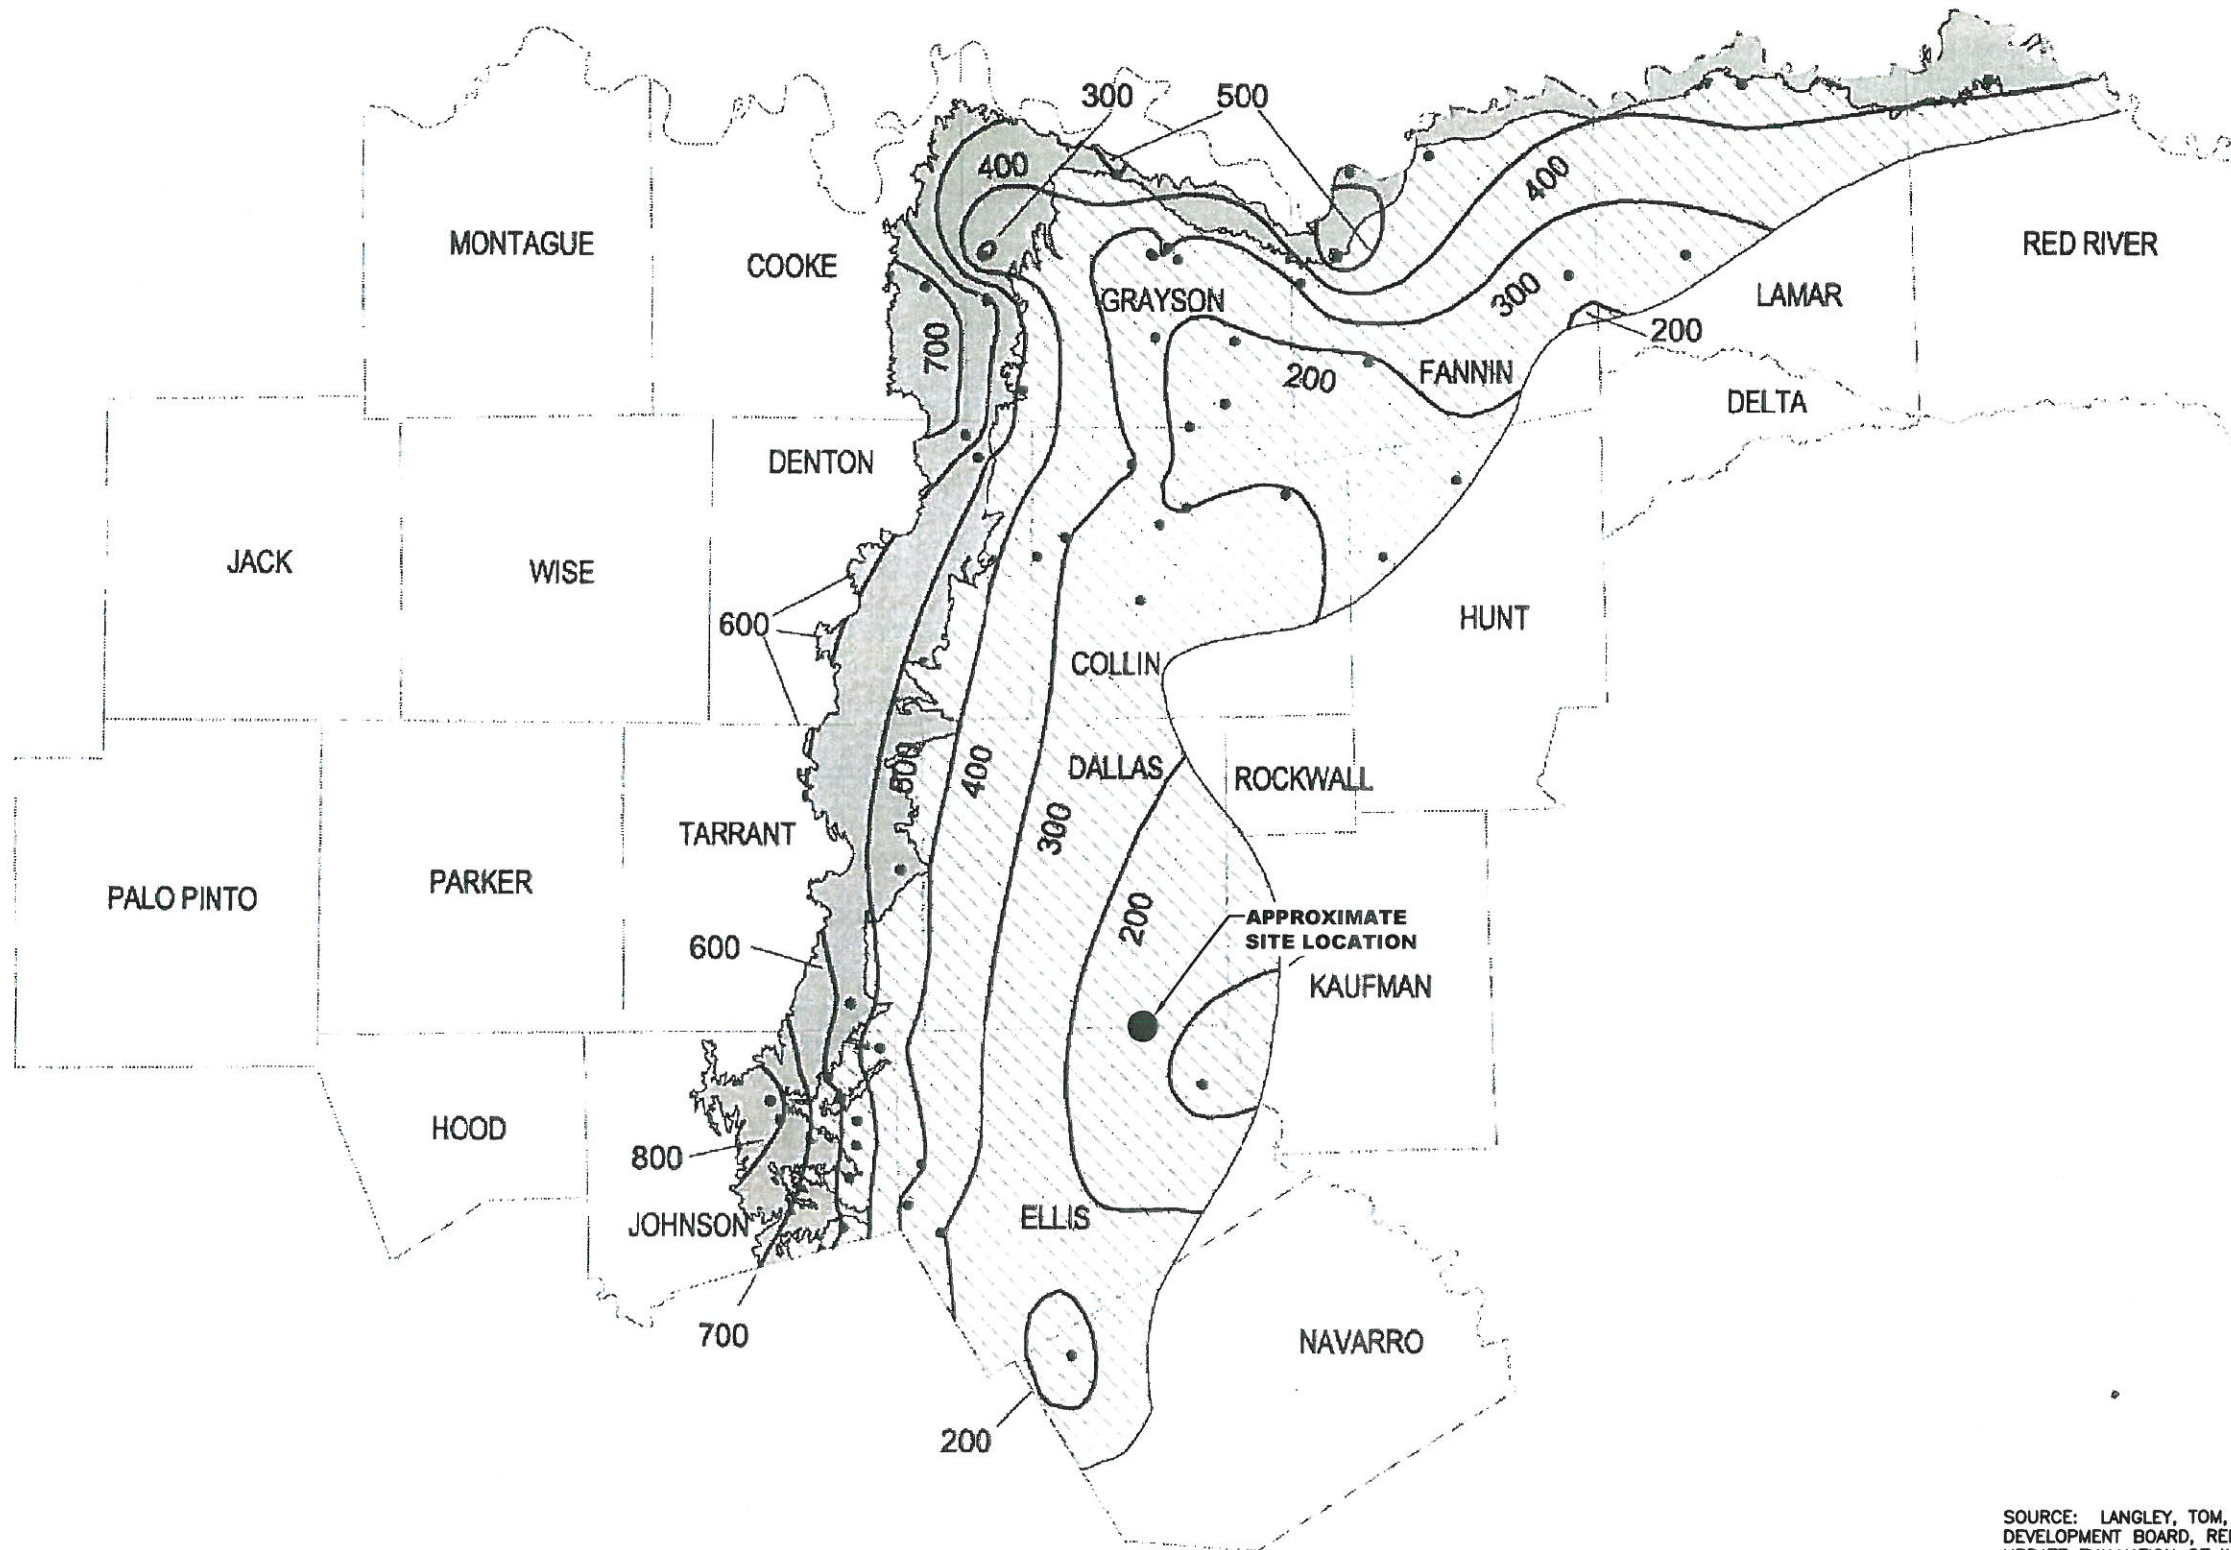 300
500
400
400
MONTAGUE
COOKE
RED RIVER
GRAYSON
300
LAMAR
700
200
FANNIN
200
DELTA
DENTON
JACK
WISE
HUNT
600
COLLIN
400
DALLAS
ROCKWALL
300
TARRANT
PARKER
PALO PINTO
200
APPROXIMATE
SITE LOCATION
600
KAUFMAN
HOOD
800
JOHNSON
ELLIS
700
NAVARRO
200
SOURCE: LANGLEY, TOM,
DEVELOPMENT BOARD,